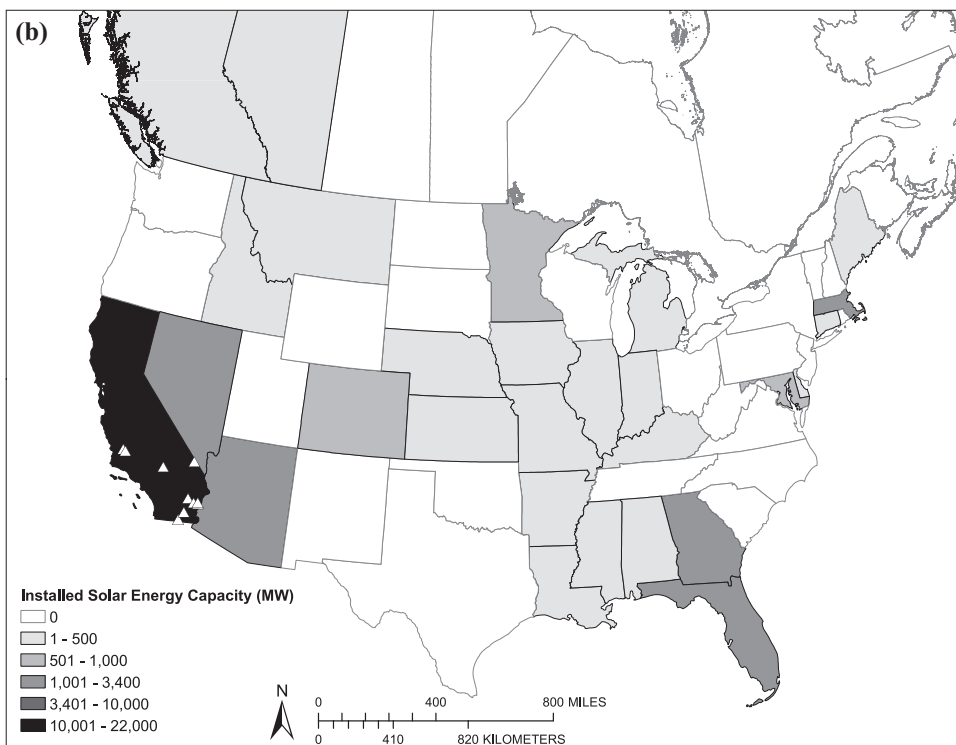 (b)
Installed Solar Energy Capacity (MW)
0
1 - 500
501 - 1,000
1,001 - 3,400
3,401 - 10,000
10,001 - 22,000
N
0 400 800 MILES
0 410 820 KILOMETERS